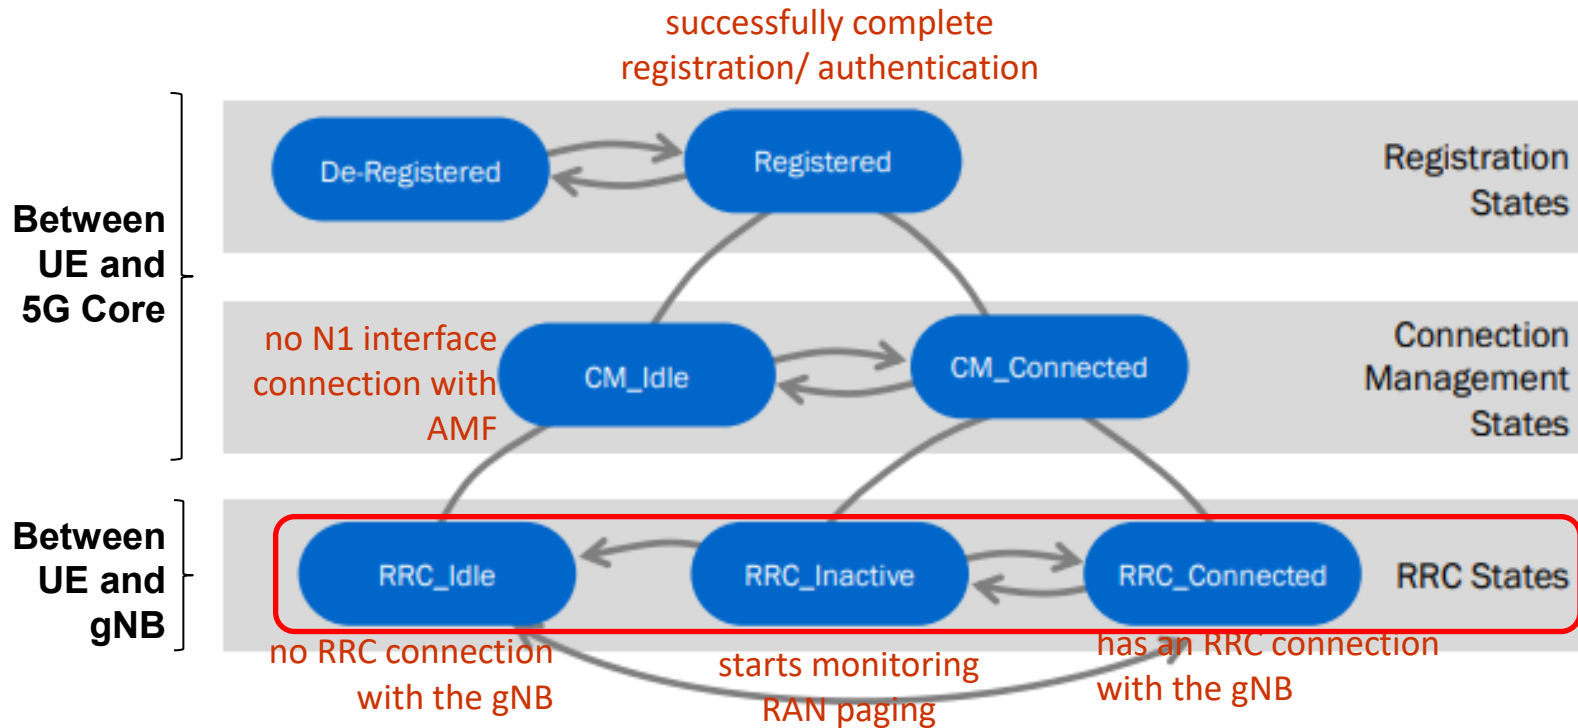 successfully complete
registration/ authentication
De-Registered
Registered
Registration
States
Between
UE and
5G Core
no N1 interface
connection with
AMF
CM_Idle
CM_Connected
Connection
Management
States
Between
UE and
gNB
RRC_Idle
RRC_Inactive
RRC_Connected
RRC States
no RRC connection
with the gNB
starts monitoring
RAN paging
has an RRC connection
with the gNB